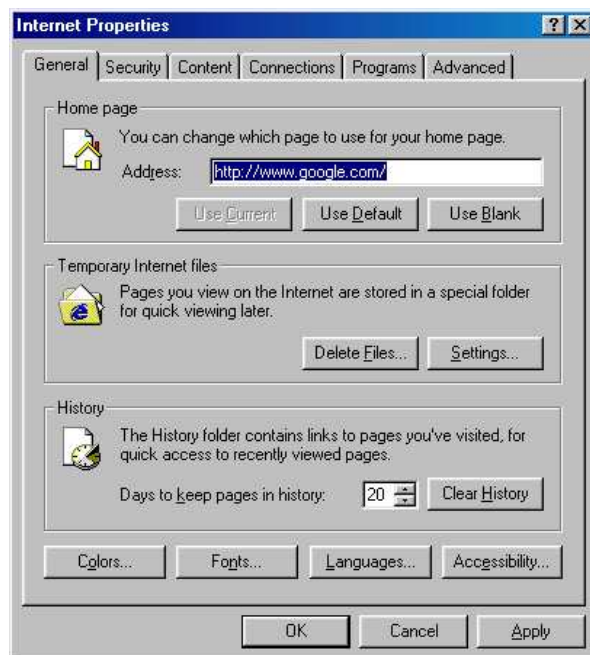 Internet Properties ? ×
General Security Content Connections Programs Advanced
Home page
You can change which page to use for your home page.
Address: http://www.google.com/
Use Current Use Default Use Blank
Temporary Internet files
Pages you view on the Internet are stored in a special folder
for quick viewing later.
Delete Files... Settings...
History
The History folder contains links to pages you've visited, for
quick access to recently viewed pages.
Days to keep pages in history: 20 Clear History
Colors... Fonts... Languages... Accessibility...
OK Cancel Apply